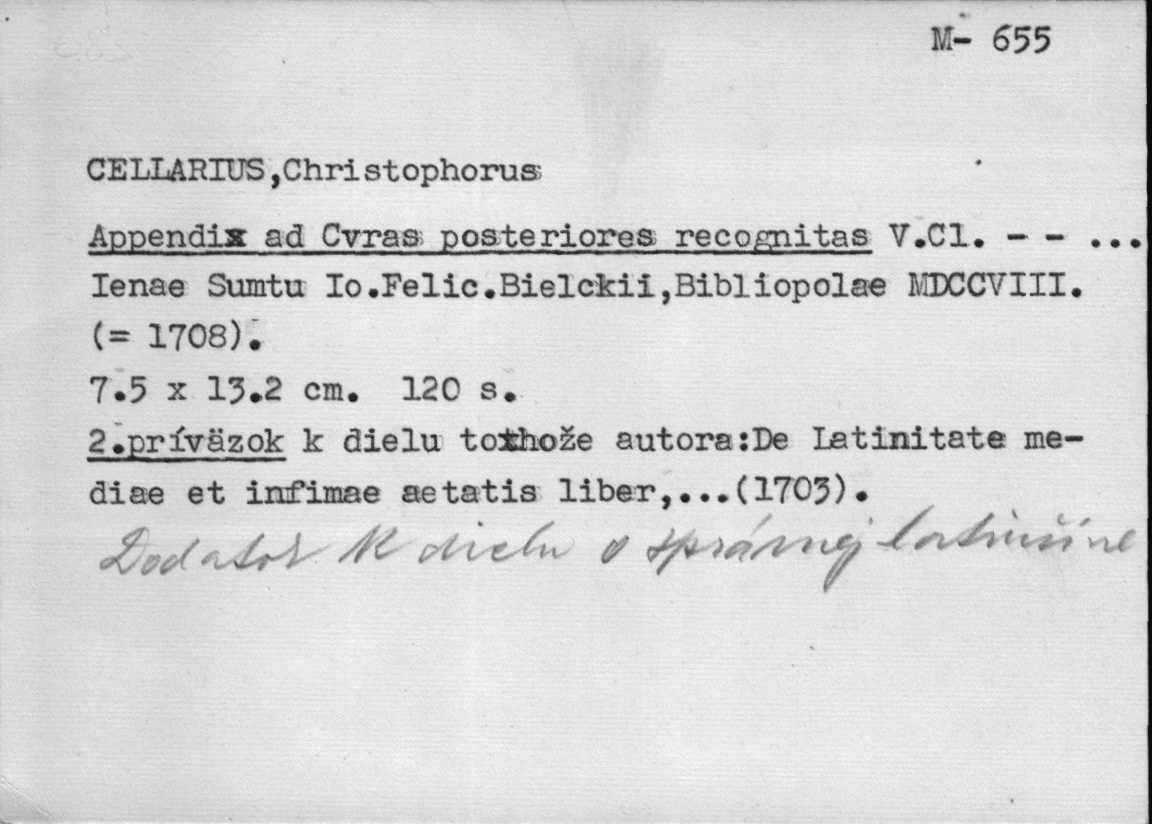 M- 655
CELLARIUS,Christophorus
Appendix ad Cvras posteriores recognitas V.Cl. - - ...
Ienae Sumtu Io.Felic.Bielckii,Bibliopolae MDCCVIII.
(= 1708).
7.5 x 13.2 cm. 120 s.
2.príväzok k dielu tohože autora:De Latinitate me-
diae et infimae aetatis liber,...(1703).
Dodatok k dielu o správnej latinčíne